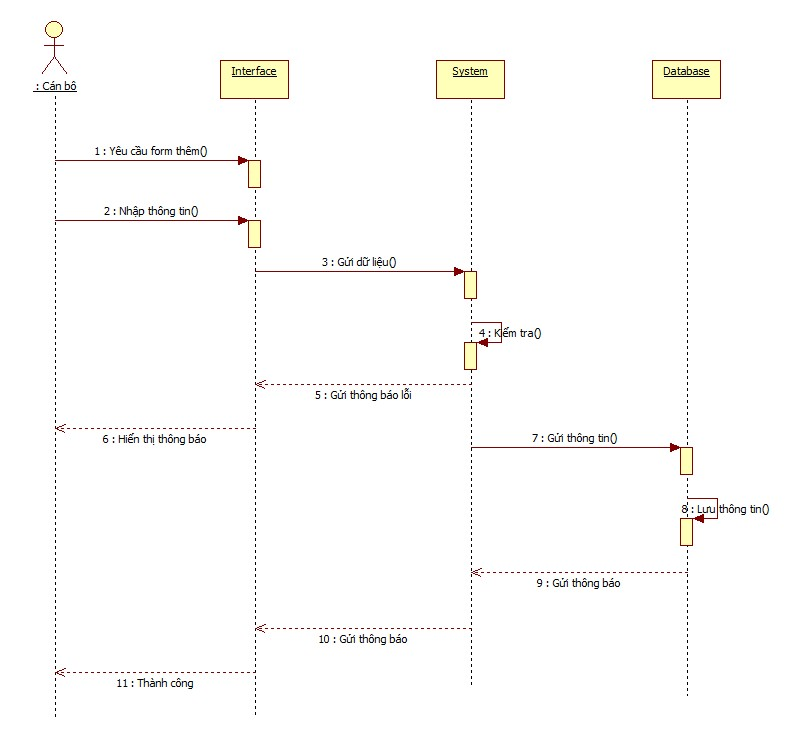 Interface
System
Database
: Cán bô
1 : Yêu cầu form thêm()
2 : Nhập thông tin()
3 : Gửi dữ liệu()
4 : Kiểm tra()
5 : Gửi thông báo lỗi
6 : Hiển thị thông báo
7 : Gửi thông tin()
8 : Lưu thông tin()
9 : Gửi thông báo
10 : Gửi thông báo
11 : Thành công